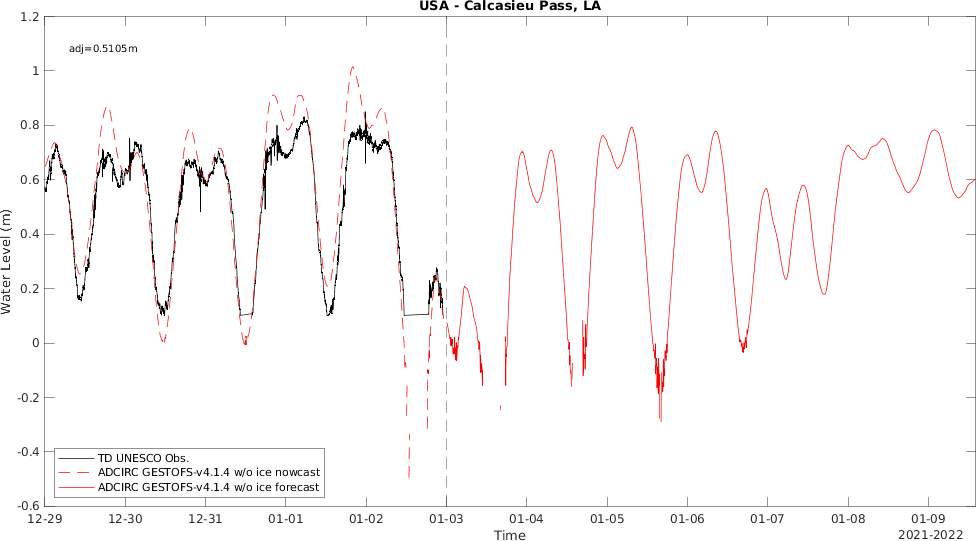 USA - Calcasieu Pass, LA
adj=0.5105m
1.2
1
0.8
0.6
0.4
0.2
0
-0.2
-0.4
-0.6
Water Level (m)
TD UNESCO Obs.
ADCIRC GESTOFS-v4.1.4 w/o ice nowcast
ADCIRC GESTOFS-v4.1.4 w/o ice forecast
12-29 12-30 12-31 01-01 01-02 01-03 01-04 01-05 01-06 01-07 01-08 01-09
Time
2021-2022